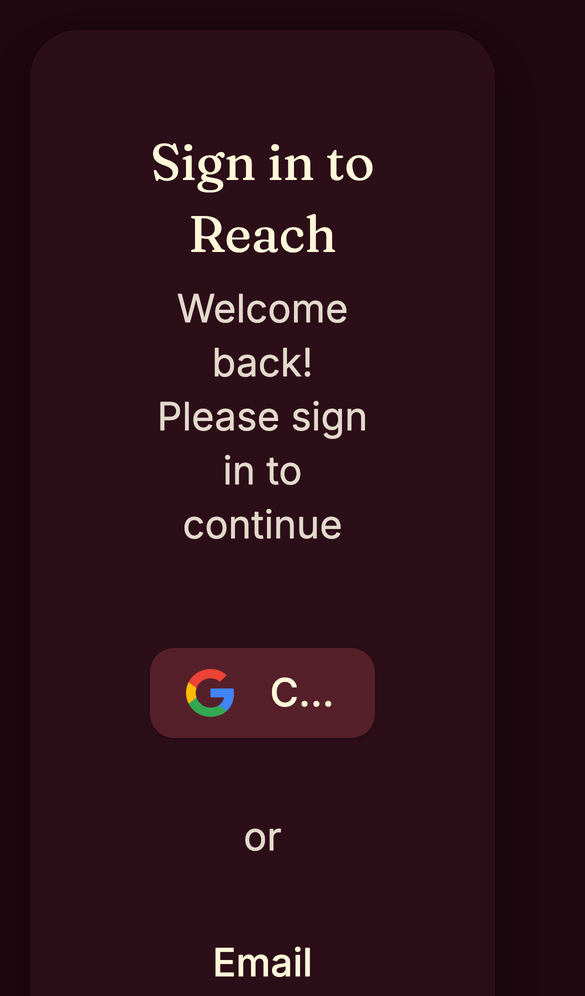 Sign in to
Reach
Welcome
back!
Please sign
in to
continue
C...
or
Email